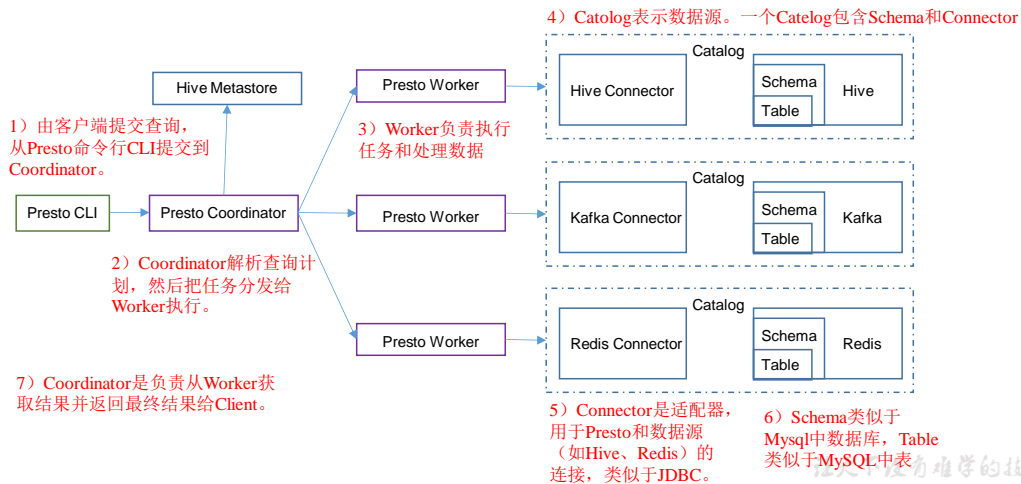 4）Catolog表示数据源。一个Catelog包含Schema和Connector
Catalog
Hive Metastore
Presto Worker
Hive Connector
Schema
Table
Hive
1）由客户端提交查询，
从Presto命令行CLI提交到
Coordinator。
3）Worker负责执行
任务和处理数据
Catalog
Presto CLI
Presto Coordinator
Presto Worker
Kafka Connector
Schema
Table
Kafka
2）Coordinator解析查询计
划，然后把任务分发给
Worker执行。
Catalog
Presto Worker
Redis Connector
Schema
Table
Redis
7）Coordinator是负责从Worker获
取结果并返回最终结果给Client。
5）Connector是适配器，
用于Presto和数据源
（如Hive、Redis）的
连接，类似于JDBC。
6）Schema类似于
Mysql中数据库，Table
类似于MySQL中表
没有难学的技